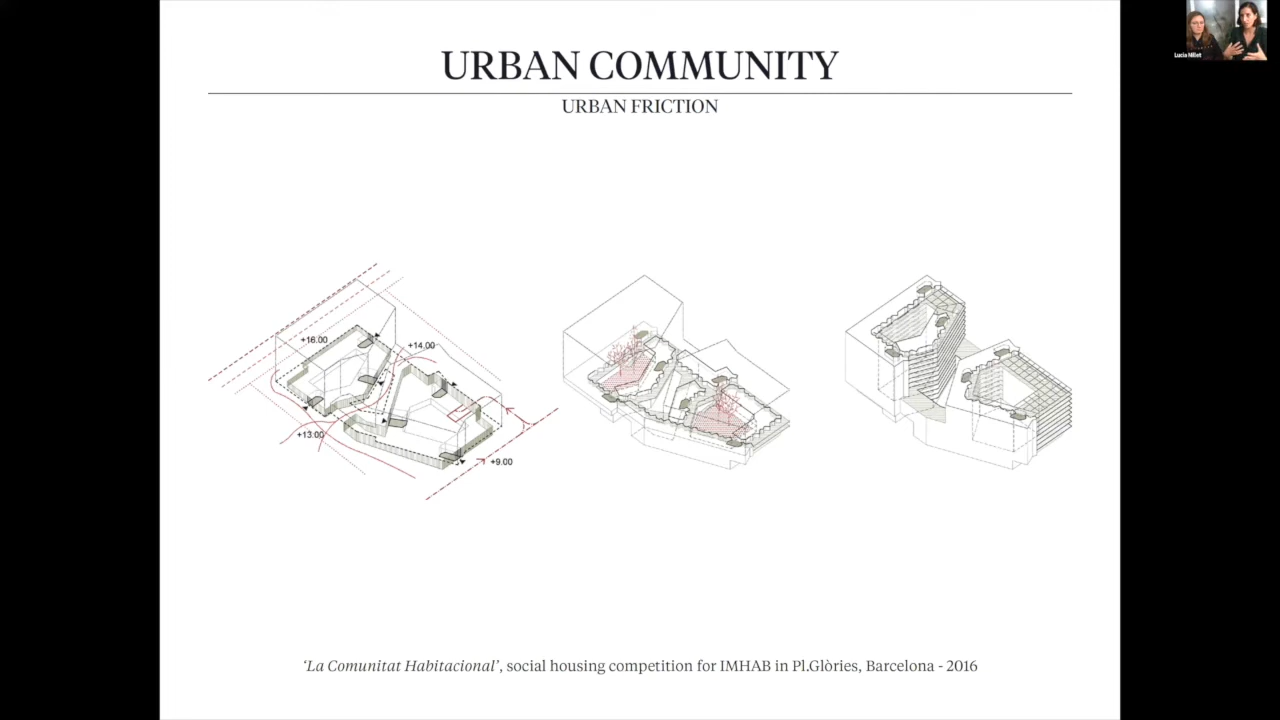 URBAN COMMUNITY
URBAN FRICTION
Lucia Millet
+16.00
+14,00
+13.00
+9.00
‘La Comunitat Habitacional’, social housing competition for IMHAB in Pl.Glòries, Barcelona - 2016